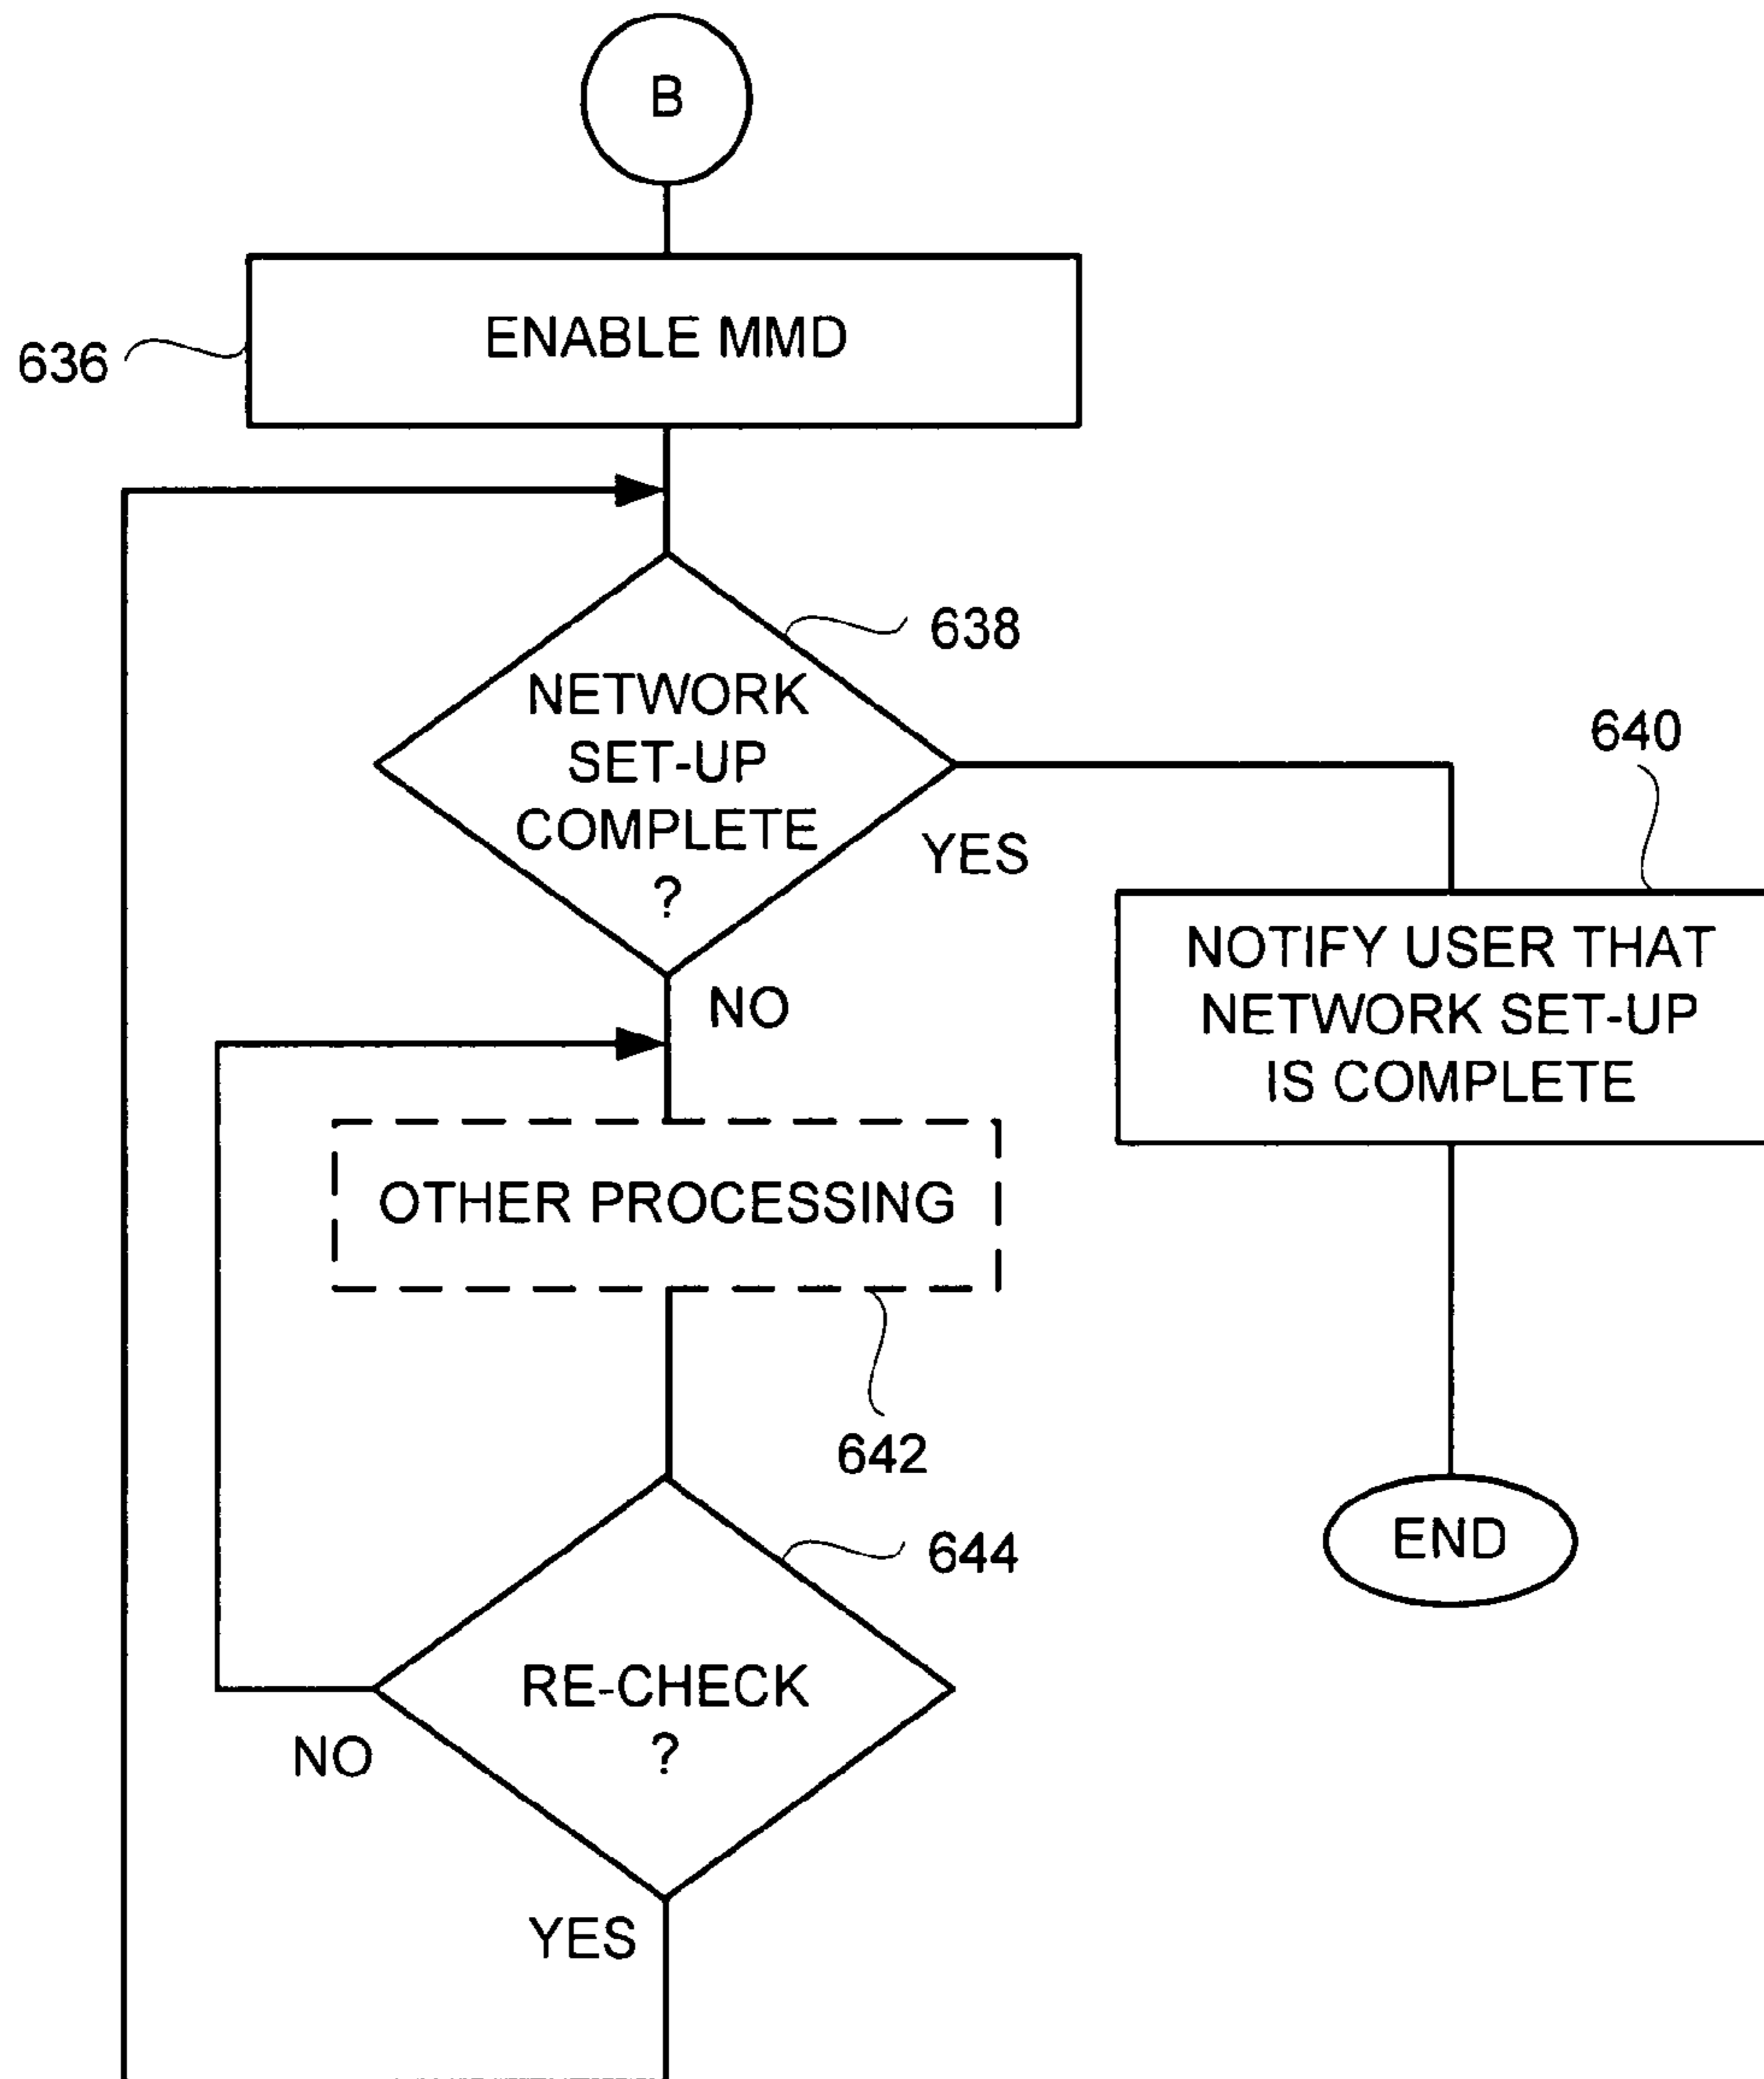 B
ENABLE MMD
636
638
NETWORK
SET-UP
COMPLETE
?
YES
640
NOTIFY USER THAT
NETWORK SET-UP
IS COMPLETE
NO
OTHER PROCESSING
642
END
644
RE-CHECK
?
NO
YES